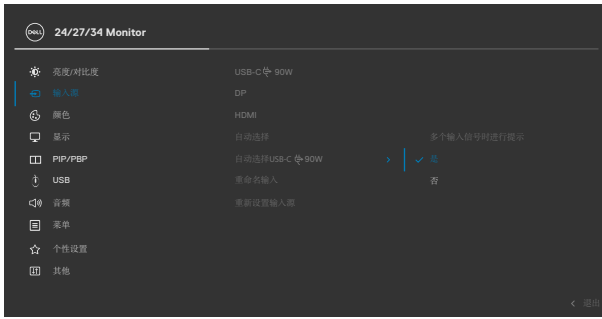 DELL 24/27/34 Monitor
亮度/对比度 USB-C 90W
输入源 DP
颜色 HDMI
显示 自动选择 多个输入信号时进行提示
PIP/PBP 自动选择USB-C 90W 是
USB 重命名输入 否
音频 重新设置输入源
菜单
个性设置
其他
退出